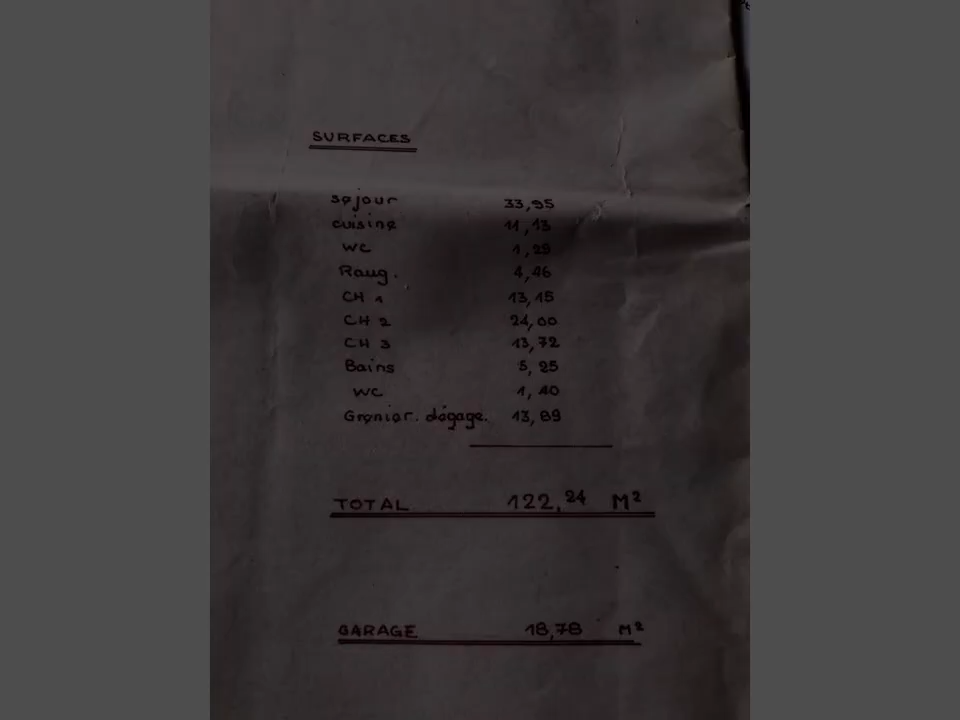 SURFACES
séjour 33,95
cuisine 11,13
WC 1,29
Rang. 4,46
CH 1 13,15
CH 2 24,00
CH 3 13,72
Bains 5,25
WC 1,40
Grenier. dégage. 13,89
TOTAL 122,24 M²
GARAGE 18,78 M²